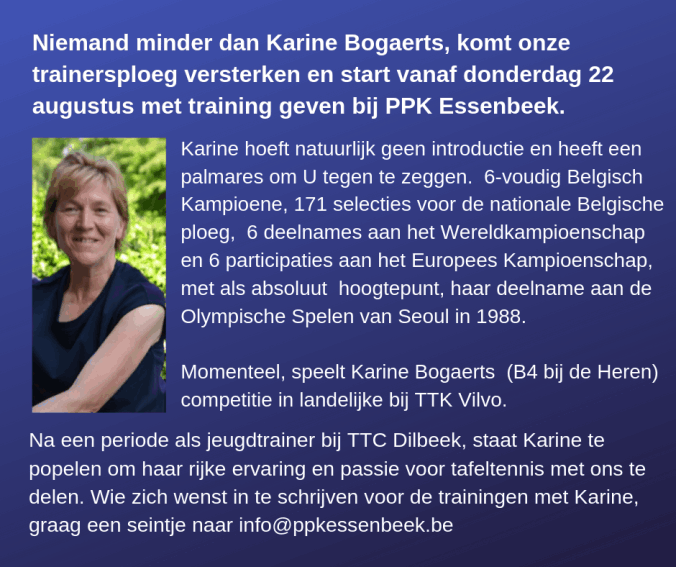 Niemand minder dan Karine Bogaerts, komt onze
trainersploeg versterken en start vanaf donderdag 22
augustus met training geven bij PPK Essenbeek.
Karine hoeft natuurlijk geen introductie en heeft een
palmares om U tegen te zeggen.  6-voudig Belgisch
Kampioene, 171 selecties voor de nationale Belgische
ploeg,  6 deelnames aan het Wereldkampioenschap
en 6 participaties aan het Europees Kampioenschap,
met als absoluut  hoogtepunt, haar deelname aan de
Olympische Spelen van Seoul in 1988.
Momenteel, speelt Karine Bogaerts  (B4 bij de Heren)
competitie in landelijke bij TTK Vilvo.
Na een periode als jeugdtrainer bij TTC Dilbeek, staat Karine te
popelen om haar rijke ervaring en passie voor tafeltennis met ons te
delen. Wie zich wenst in te schrijven voor de trainingen met Karine,
graag een seintje naar info@ppkessenbeek.be